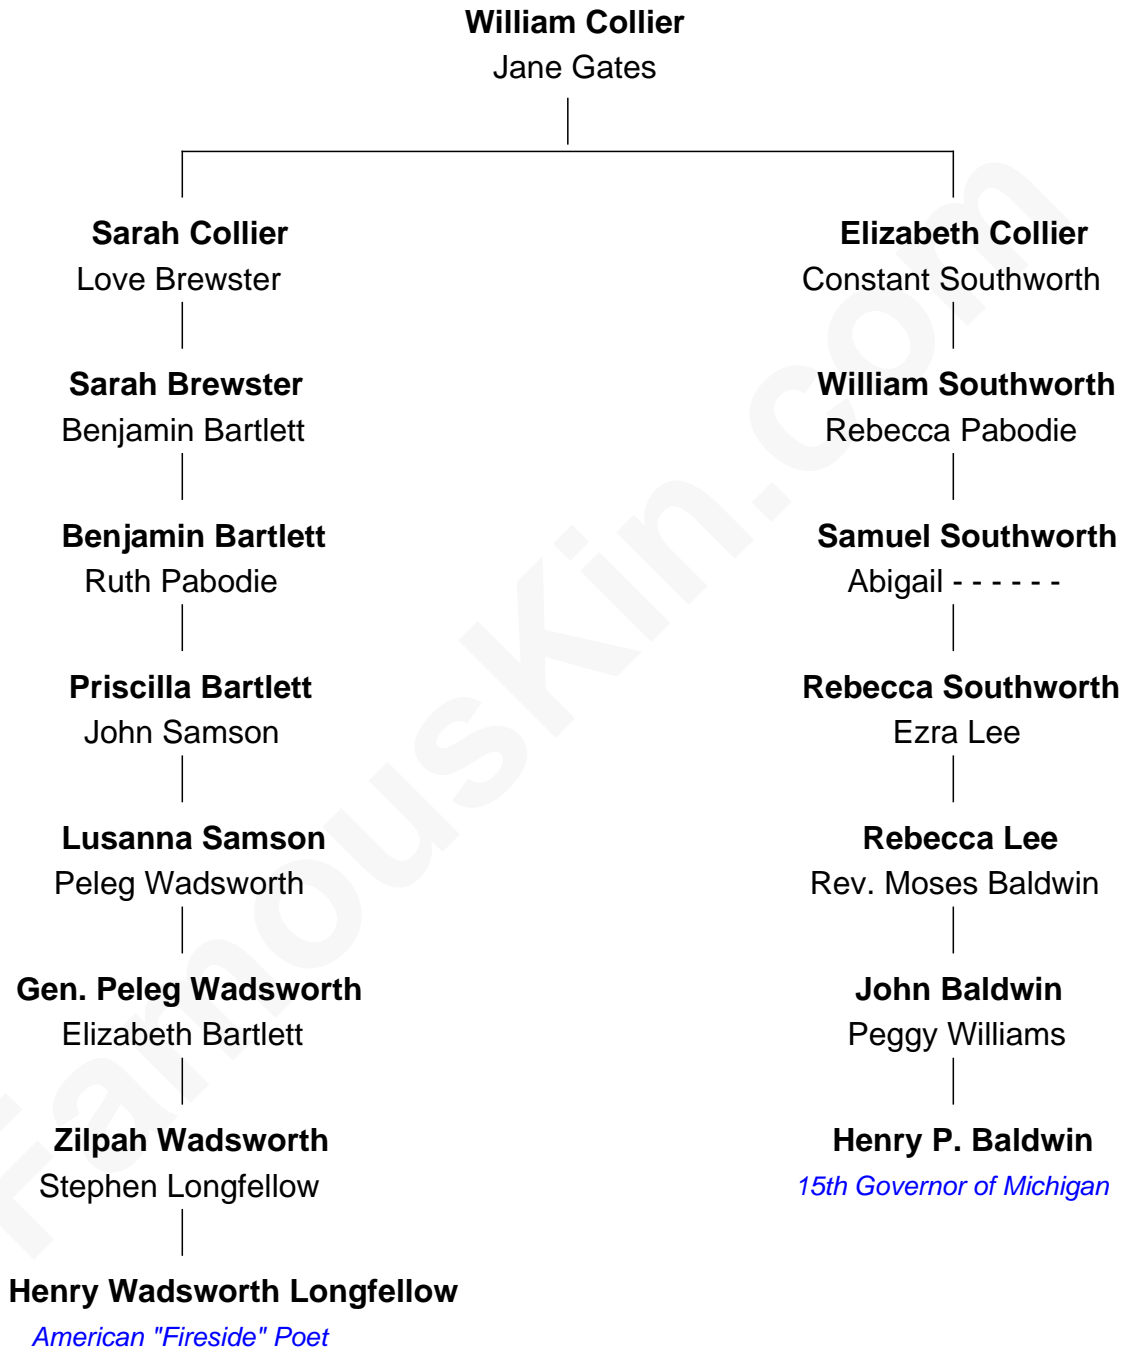 William Collier
Jane Gates
Sarah Collier
Love Brewster
Elizabeth Collier
Constant Southworth
Sarah Brewster
Benjamin Bartlett
William Southworth
Rebecca Pabodie
Benjamin Bartlett
Ruth Pabodie
Samuel Southworth
Abigail - - - - - -
Priscilla Bartlett
John Samson
Rebecca Southworth
Ezra Lee
Lusanna Samson
Peleg Wadsworth
Rebecca Lee
Rev. Moses Baldwin
Gen. Peleg Wadsworth
Elizabeth Bartlett
John Baldwin
Peggy Williams
Zilpah Wadsworth
Stephen Longfellow
Henry P. Baldwin
15th Governor of Michigan
Henry Wadsworth Longfellow
American "Fireside" Poet
FamousKin.com